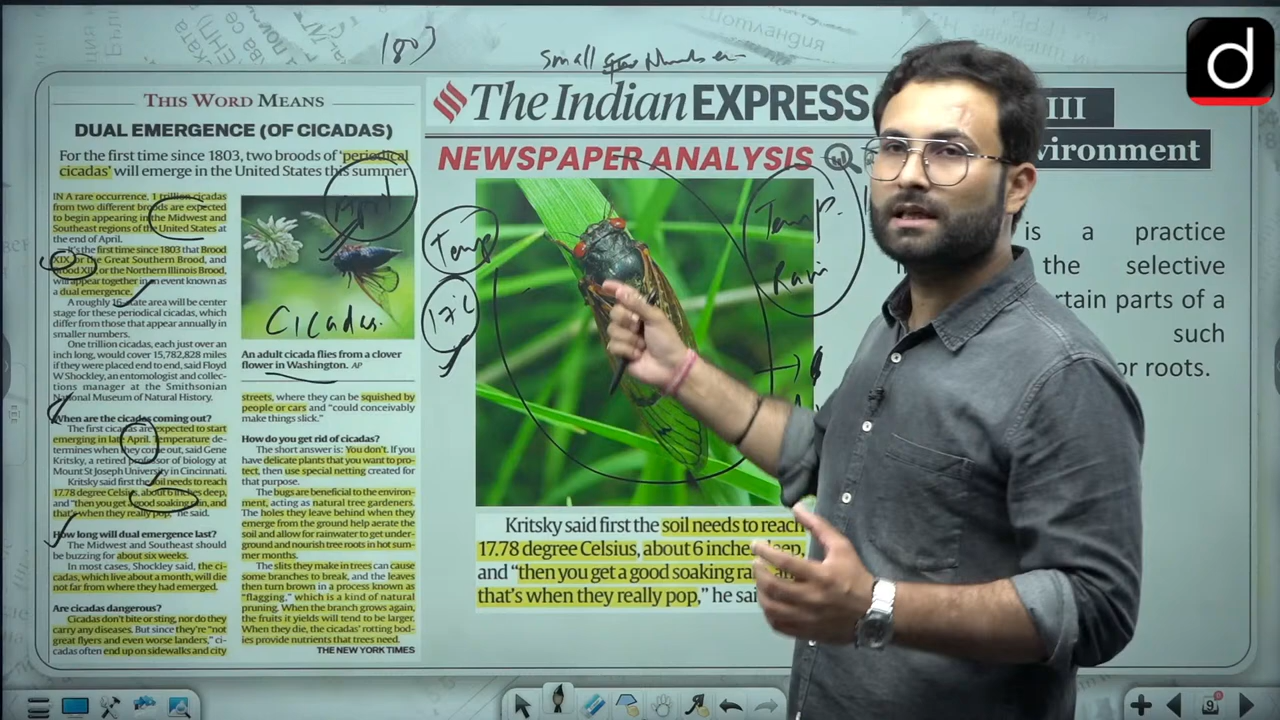 1803
small
THIS WORD MEANS
DUAL EMERGENCE (OF CICADAS)
For the first time since 1803, two broods of 'periodical
cicadas' will emerge in the United States this summer
IN A rare occurrence, 1 trillion cicadas
from two different broods are expected
to begin appearing in the Midwest and
Southeast regions of the United States at
the end of April.
It's the first time since 1803 that Brood
XIX, or the Great Southern Brood, and
Brood XIII, or the Northern Illinois Brood,
will appear together in an event known as
a dual emergence.
A roughly 16-state area will be center
stage for these periodical cicadas, which
differ from those that appear annually in
smaller numbers.
One trillion cicadas, each just over an
inch long, would cover 15,782,828 miles
if they were placed end to end, said Floyd
W Shockley, an entomologist and collec-
tions manager at the Smithsonian
National Museum of Natural History.
When are the cicadas coming out?
The first cicadas are expected to start
emerging in late April. Temperature de-
termines when they come out, said Gene
Kritsky, a retired professor of biology at
Mount St Joseph University in Cincinnati.
Kritsky said first the soil needs to reach
17.78 degree Celsius, about 6 inches deep,
and "then you get a good soaking rain, and
that's when they really pop," he said.
How long will dual emergence last?
The Midwest and Southeast should
be buzzing for about six weeks.
In most cases, Shockley said, the ci-
cadas, which live about a month, will die
not far from where they had emerged.
Are cicadas dangerous?
Cicadas don't bite or sting, nor do they
carry any diseases. But since they're "not
great flyers and even worse landers," ci-
cadas often end up on sidewalks and city
April
Cicadas
An adult cicada flies from a clover
flower in Washington. AP
streets, where they can be squished by
people or cars and "could conceivably
make things slick."
How do you get rid of cicadas?
The short answer is: You don't. If you
have delicate plants that you want to pro-
tect, then use special netting created for
that purpose.
The bugs are beneficial to the environ-
ment, acting as natural tree gardeners.
The holes they leave behind when they
emerge from the ground help aerate the
soil and allow for rainwater to get under-
ground and nourish tree roots in hot sum-
mer months.
The slits they make in trees can cause
some branches to break, and the leaves
then turn brown in a process known as
"flagging," which is a kind of natural
pruning. When the branch grows again,
the fruits it yields will tend to be larger.
When they die, the cicadas' rotting bod-
ies provide nutrients that trees need.
THE NEW YORK TIMES
The Indian EXPRESS
NEWSPAPER ANALYSIS
Temp
Temp.
Rain
Kritsky said first the soil needs to reach
17.78 degree Celsius, about 6 inches deep,
and "then you get a good soaking
that's when they really pop," he
III
vironment
is a practice
the selective
rtain parts of a
such
or roots.
d
9